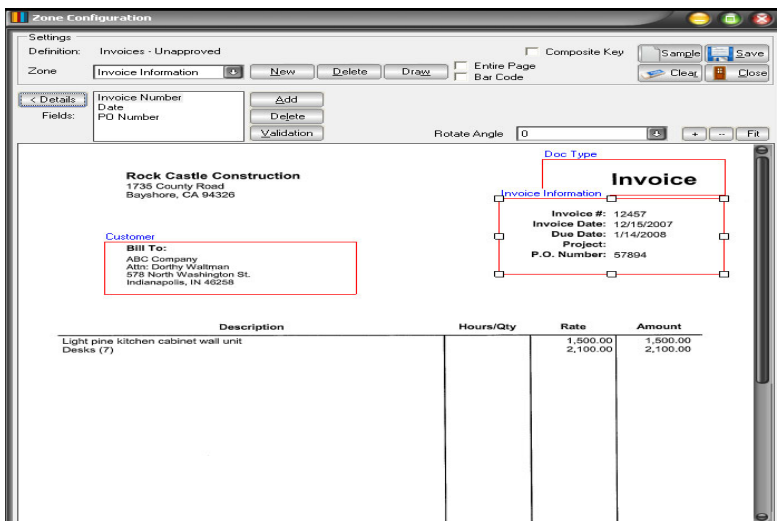 Zone Configuration
Settings
Definition: Invoices - Unapproved Composite Key Sample Save
Zone Invoice Information New Delete Draw Entire Page Clear Close
Bar Code
< Details Invoice Number Add
Fields: Date Delete
PO Number Validation Rotate Angle 0 + -- Fit
Doc Type
Rock Castle Construction Invoice
1735 County Road
Bayshore, CA 94326
Invoice Information
Invoice #: 12457
Invoice Date: 12/15/2007
Due Date: 1/14/2008
Project:
P.O. Number: 57894
Customer
Bill To:
ABC Company
Attn: Dorthy Waltman
578 North Washington St.
Indianapolis, IN 46258
Description Hours/Qty Rate Amount
Light pine kitchen cabinet wall unit 1,500.00 1,500.00
Desks (7) 2,100.00 2,100.00